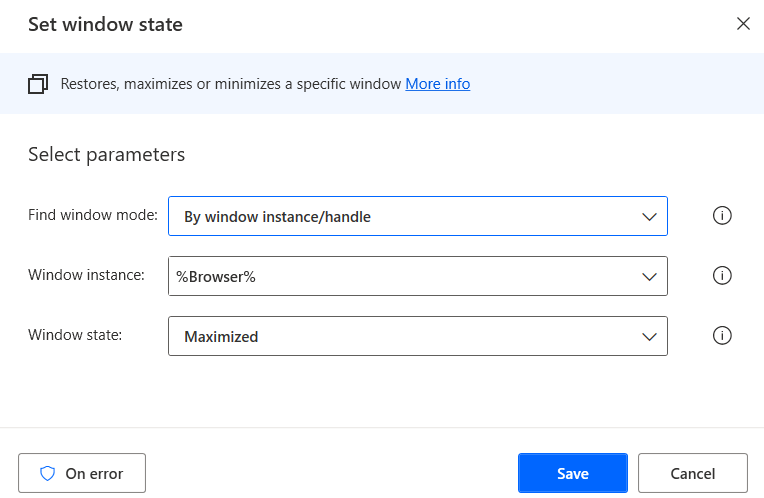 Set window state
Restores, maximizes or minimizes a specific window More info
Select parameters
Find window mode: By window instance/handle
Window instance: %Browser%
Window state: Maximized
On error Save Cancel